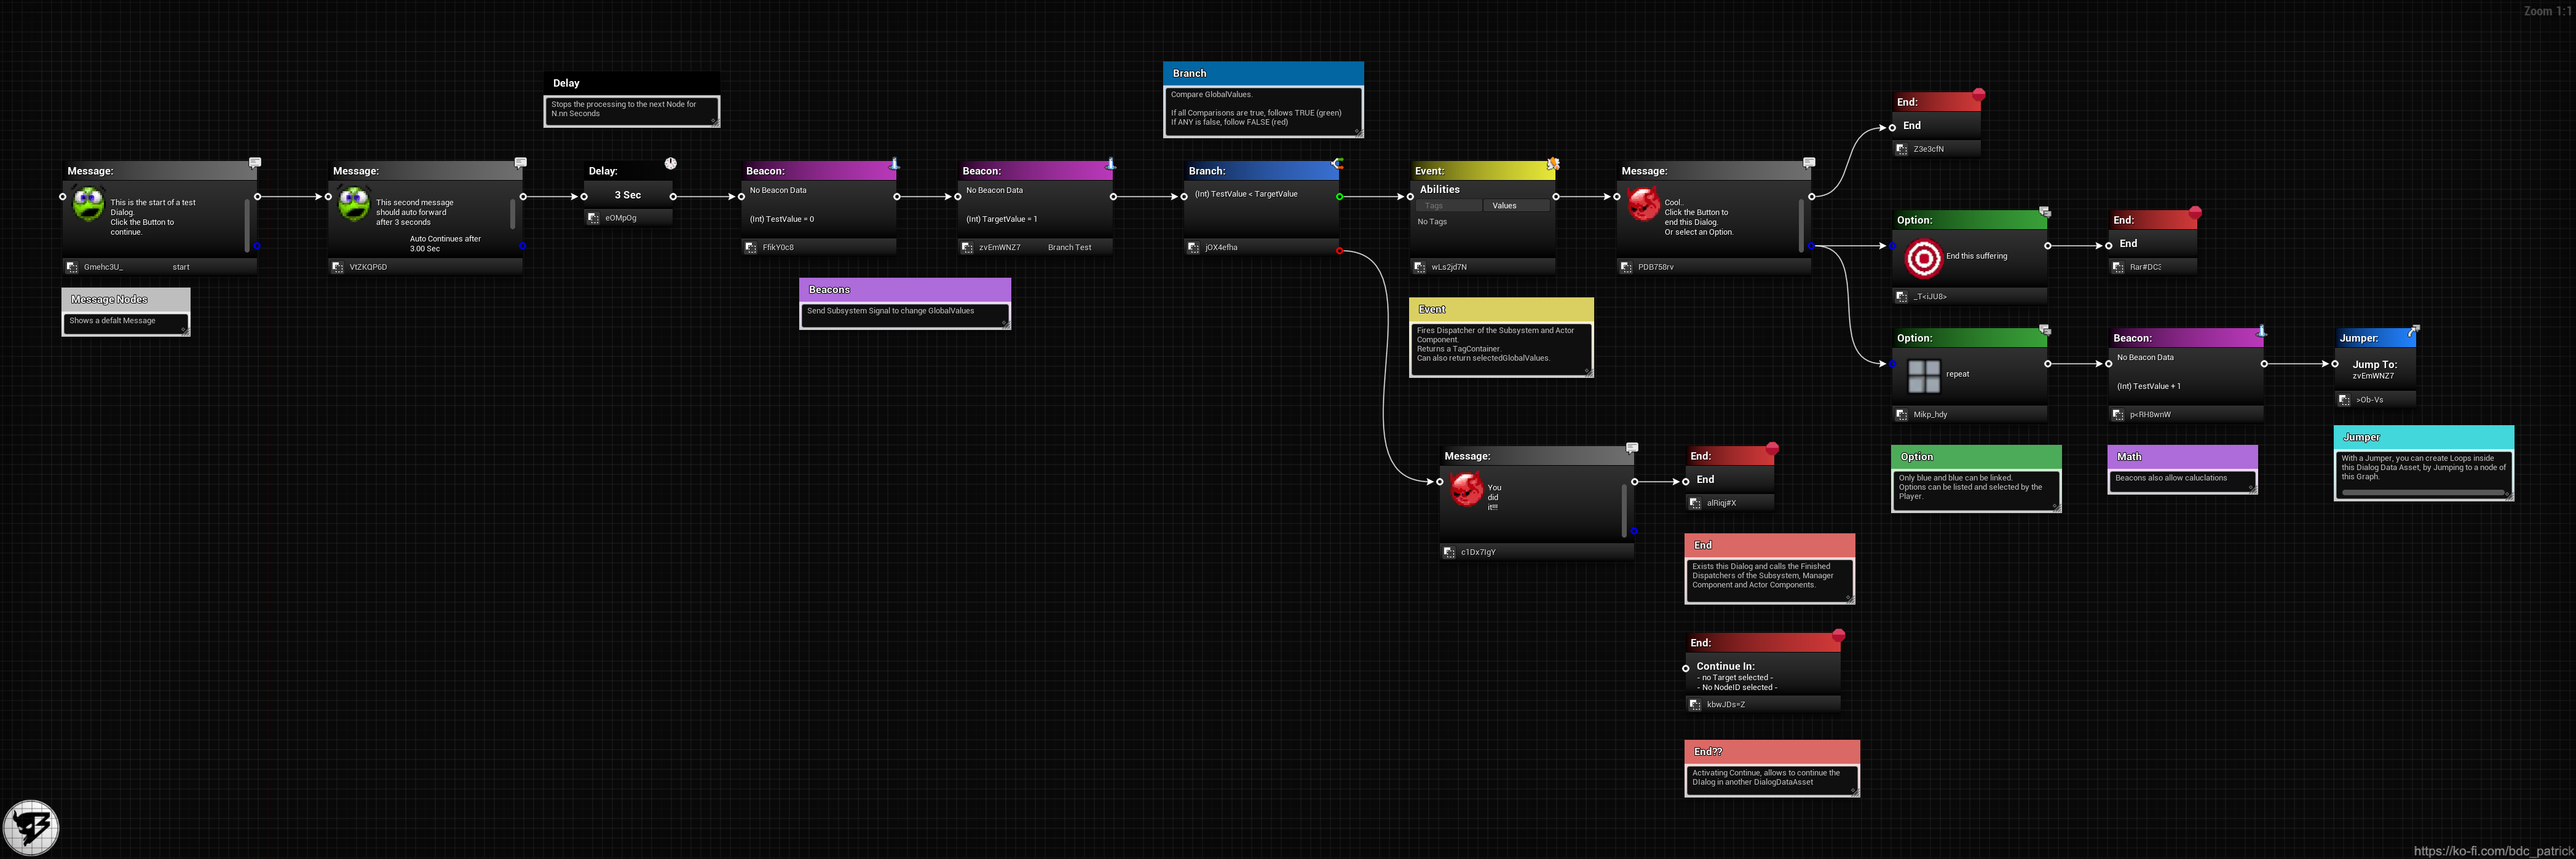 Zoom 1:1
Delay
Stops the processing to the next Node for
N.nn Seconds
Branch
Compare GlobalValues.
If all Comparisons are true, follows TRUE (green)
If ANY is false, follow FALSE (red)
Message:
This is the start of a test
Dialog.
Click the Button to
continue.
Gmehc3U_
start
Message Nodes
Shows a defalt Message
Message:
This second message
should auto forward
after 3 seconds
Auto Continues after
3.00 Sec
VtZKQP6D
Delay:
3 Sec
eOMpOg
Beacon:
No Beacon Data
(Int) TestValue = 0
FfikY0c8
Beacon:
No Beacon Data
(Int) TargetValue = 1
zvEmWNZ7
Branch Test
Beacons
Send Subsystem Signal to change GlobalValues
Branch:
(Int) TestValue < TargetValue
jOX4efha
Event:
Abilities
Tags
Values
No Tags
wLs2jd7N
Event
Fires Dispatcher of the Subsystem and Actor
Component.
Returns a TagContainer.
Can also return selectedGlobalValues.
Message:
Cool..
Click the Button to
end this Dialog.
Or select an Option.
PDB758rv
End:
End
Z3e3cfN
Option:
End this suffering
_T<iJU8>
End:
End
Rar#DC3
Option:
repeat
Mikp_hdy
Beacon:
No Beacon Data
(Int) TestValue + 1
p<RH8wnW
Jumper:
Jump To:
zvEmWNZ7
>Ob-Vs
Option
Only blue and blue can be linked.
Options can be listed and selected by the
Player.
Math
Beacons also allow caluclations
Jumper
With a Jumper, you can create Loops inside
this Dialog Data Asset, by Jumping to a node of
this Graph.
Message:
You
did
it!!!
c1Dx7IgY
End:
End
alRiqj#X
End
Exists this Dialog and calls the Finished
Dispatchers of the Subsystem, Manager
Component and Actor Components.
End:
Continue In:
- no Target selected -
- No NodeID selected -
kbwJDs=Z
End??
Activating Continue, allows to continue the
DIalog in another DialogDataAsset
https://ko-fi.com/bdc_patrick